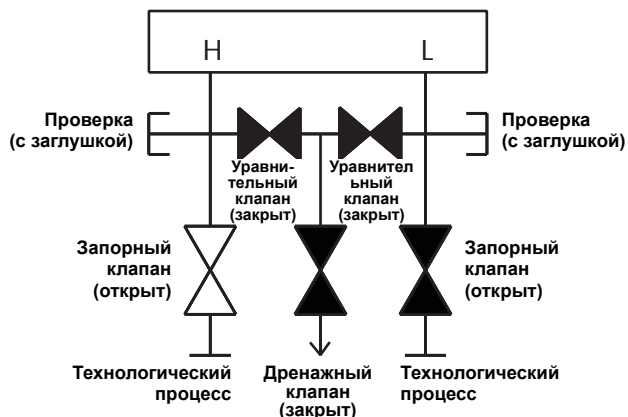 H
L
Проверка
(с заглушкой)
Проверка
(с заглушкой)
Уравни-
тельный
клапан
(закрыт)
Уравнител
ьный
клапан
(закрыт)
Запорный
клапан
(открыт)
Запорный
клапан
(открыт)
Технологический
процесс
Дренажный
клапан
(закрыт)
Технологический
процесс